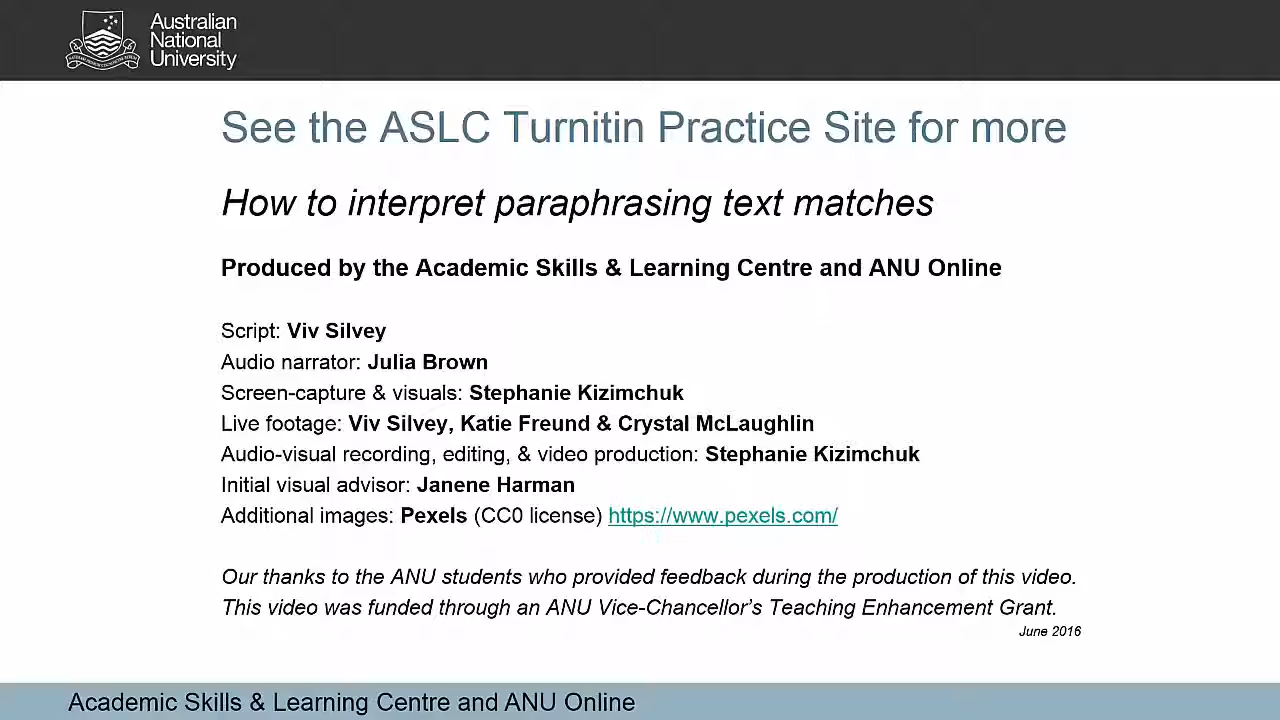 Australian
National
University
See the ASLC Turnitin Practice Site for more
How to interpret paraphrasing text matches
Produced by the Academic Skills & Learning Centre and ANU Online
Script: Viv Silvey
Audio narrator: Julia Brown
Screen-capture & visuals: Stephanie Kizimchuk
Live footage: Viv Silvey, Katie Freund & Crystal McLaughlin
Audio-visual recording, editing, & video production: Stephanie Kizimchuk
Initial visual advisor: Janene Harman
Additional images: Pexels (CC0 license) https://www.pexels.com/
Our thanks to the ANU students who provided feedback during the production of this video.
This video was funded through an ANU Vice-Chancellor’s Teaching Enhancement Grant.
June 2016
Academic Skills & Learning Centre and ANU Online